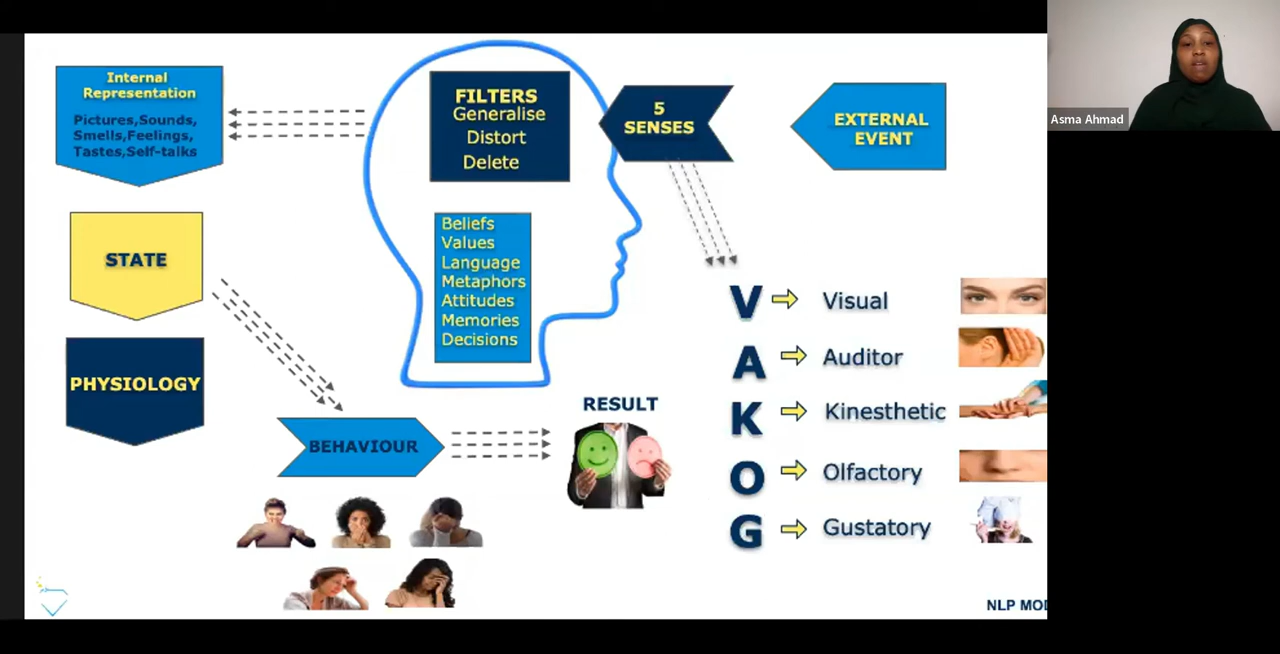 Internal
Representation
Pictures,Sounds,
Smells,Feelings,
Tastes,Self-talks
STATE
PHYSIOLOGY
FILTERS
Generalise
Distort
Delete
Beliefs
Values
Language
Metaphors
Attitudes
Memories
Decisions
5
SENSES
EXTERNAL
EVENT
BEHAVIOUR
RESULT
V Visual
A Auditor
K Kinesthetic
O Olfactory
G Gustatory
NLP MOD
Asma Ahmad